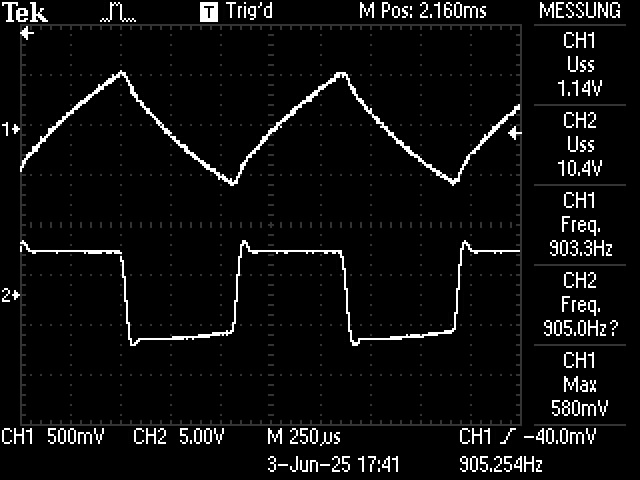 Tek T Trig'd M Pos: 2.160ms MESSUNG
CH1
Uss
1.14V
CH2
Uss
10.4V
CH1
Freq.
903.3Hz
CH2
Freq.
905.0Hz?
CH1
Max
580mV
1
2
CH1 500mV CH2 5.00V M 250µs CH1 -40.0mV
3-Jun-25 17:41 905.254Hz